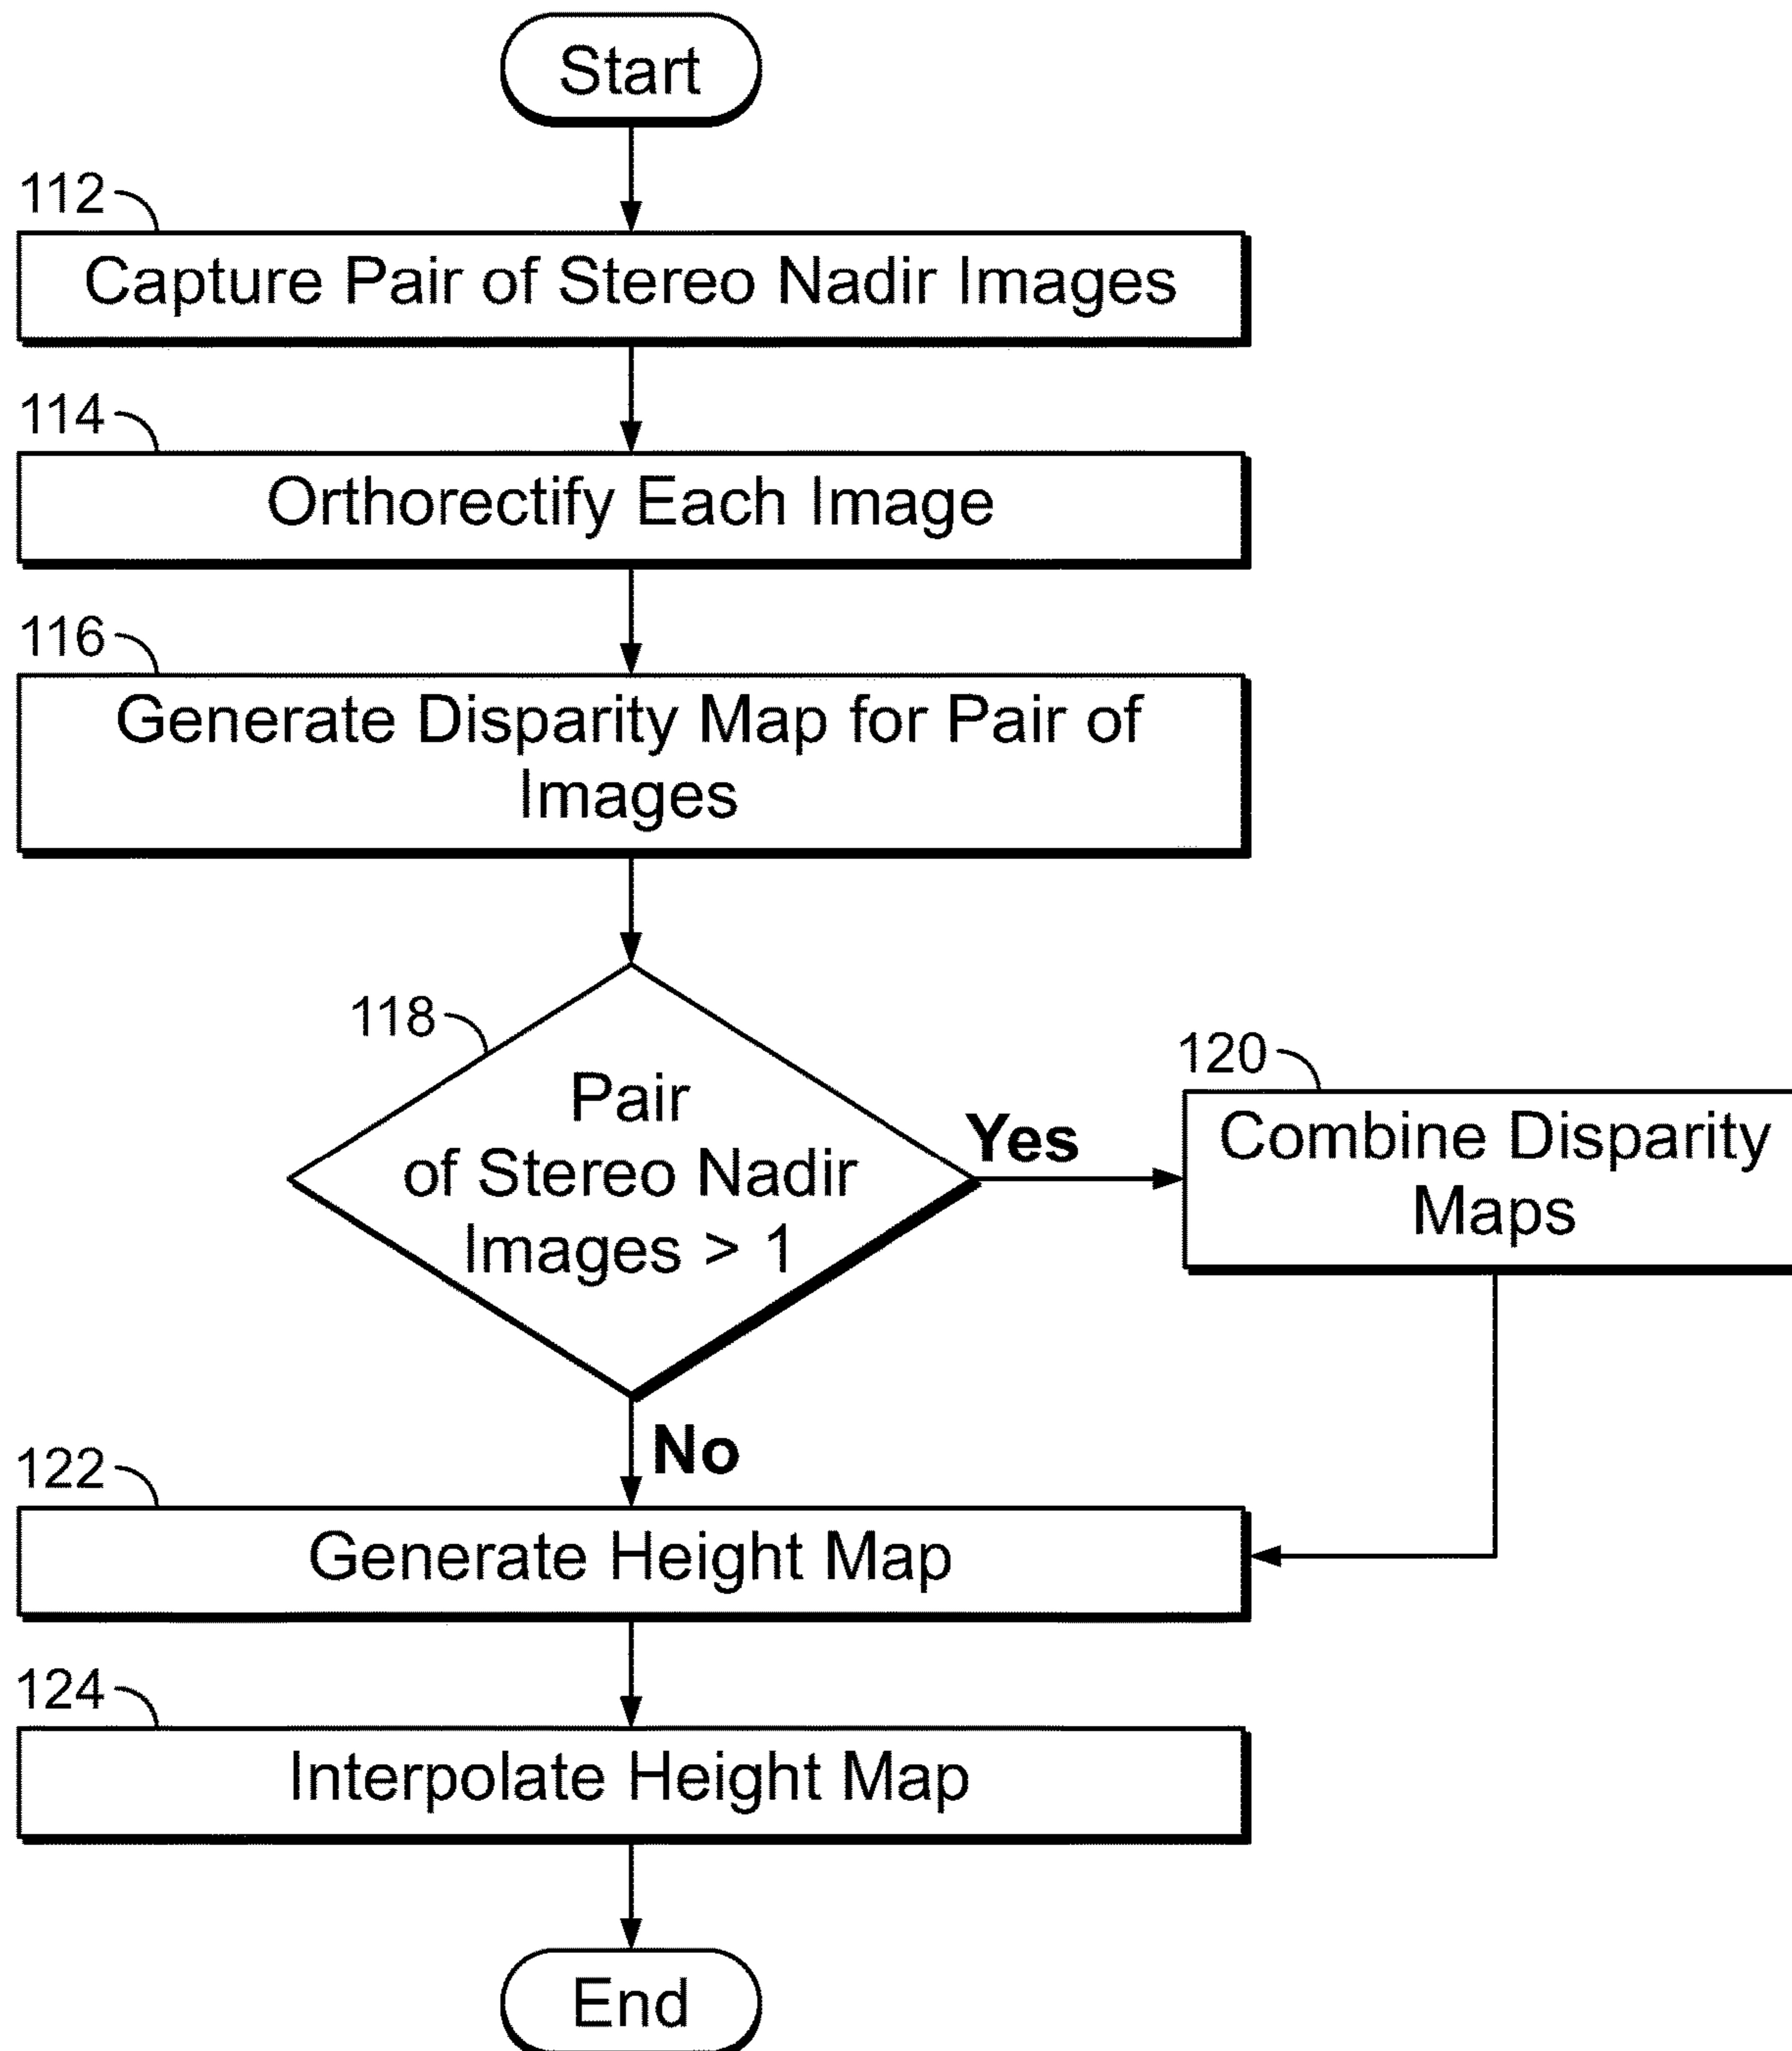 Start
112
Capture Pair of Stereo Nadir Images
114
Orthorectify Each Image
116
Generate Disparity Map for Pair of
Images
118
Pair
of Stereo Nadir
Images > 1
Yes
120
Combine Disparity
Maps
No
122
Generate Height Map
124
Interpolate Height Map
End